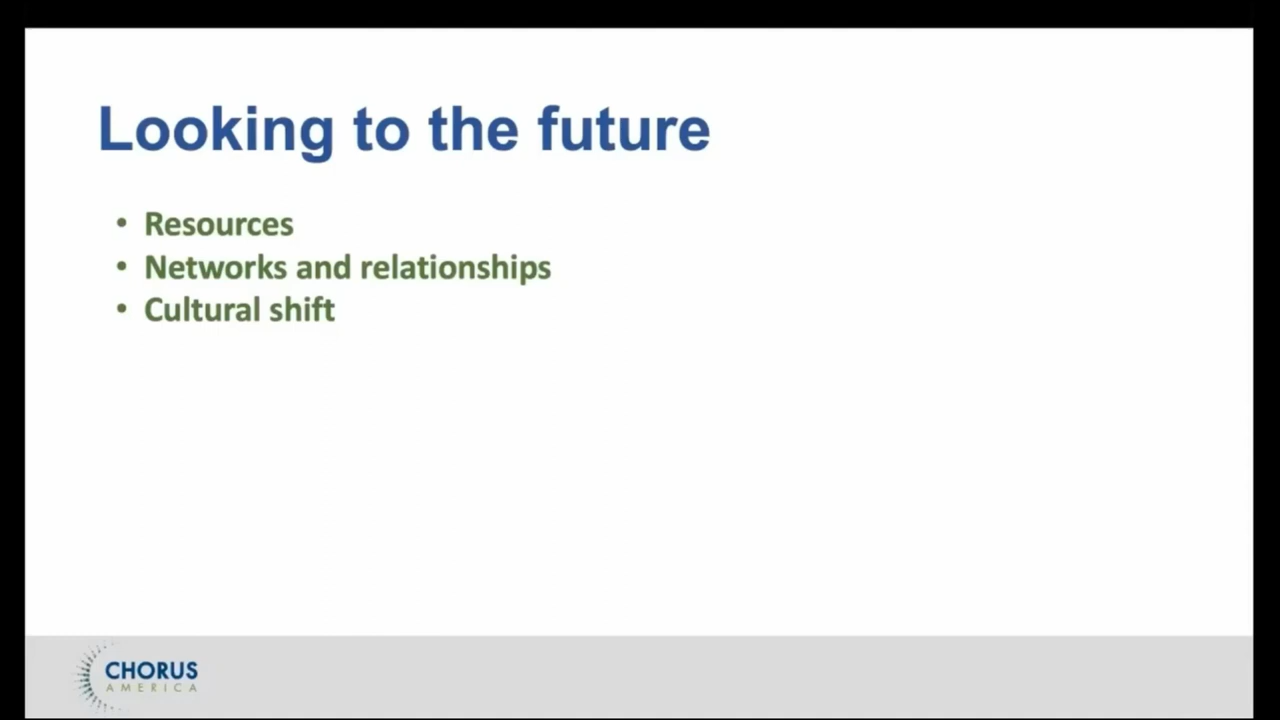 Looking to the future
• Resources
• Networks and relationships
• Cultural shift
CHORUS
AMERICA